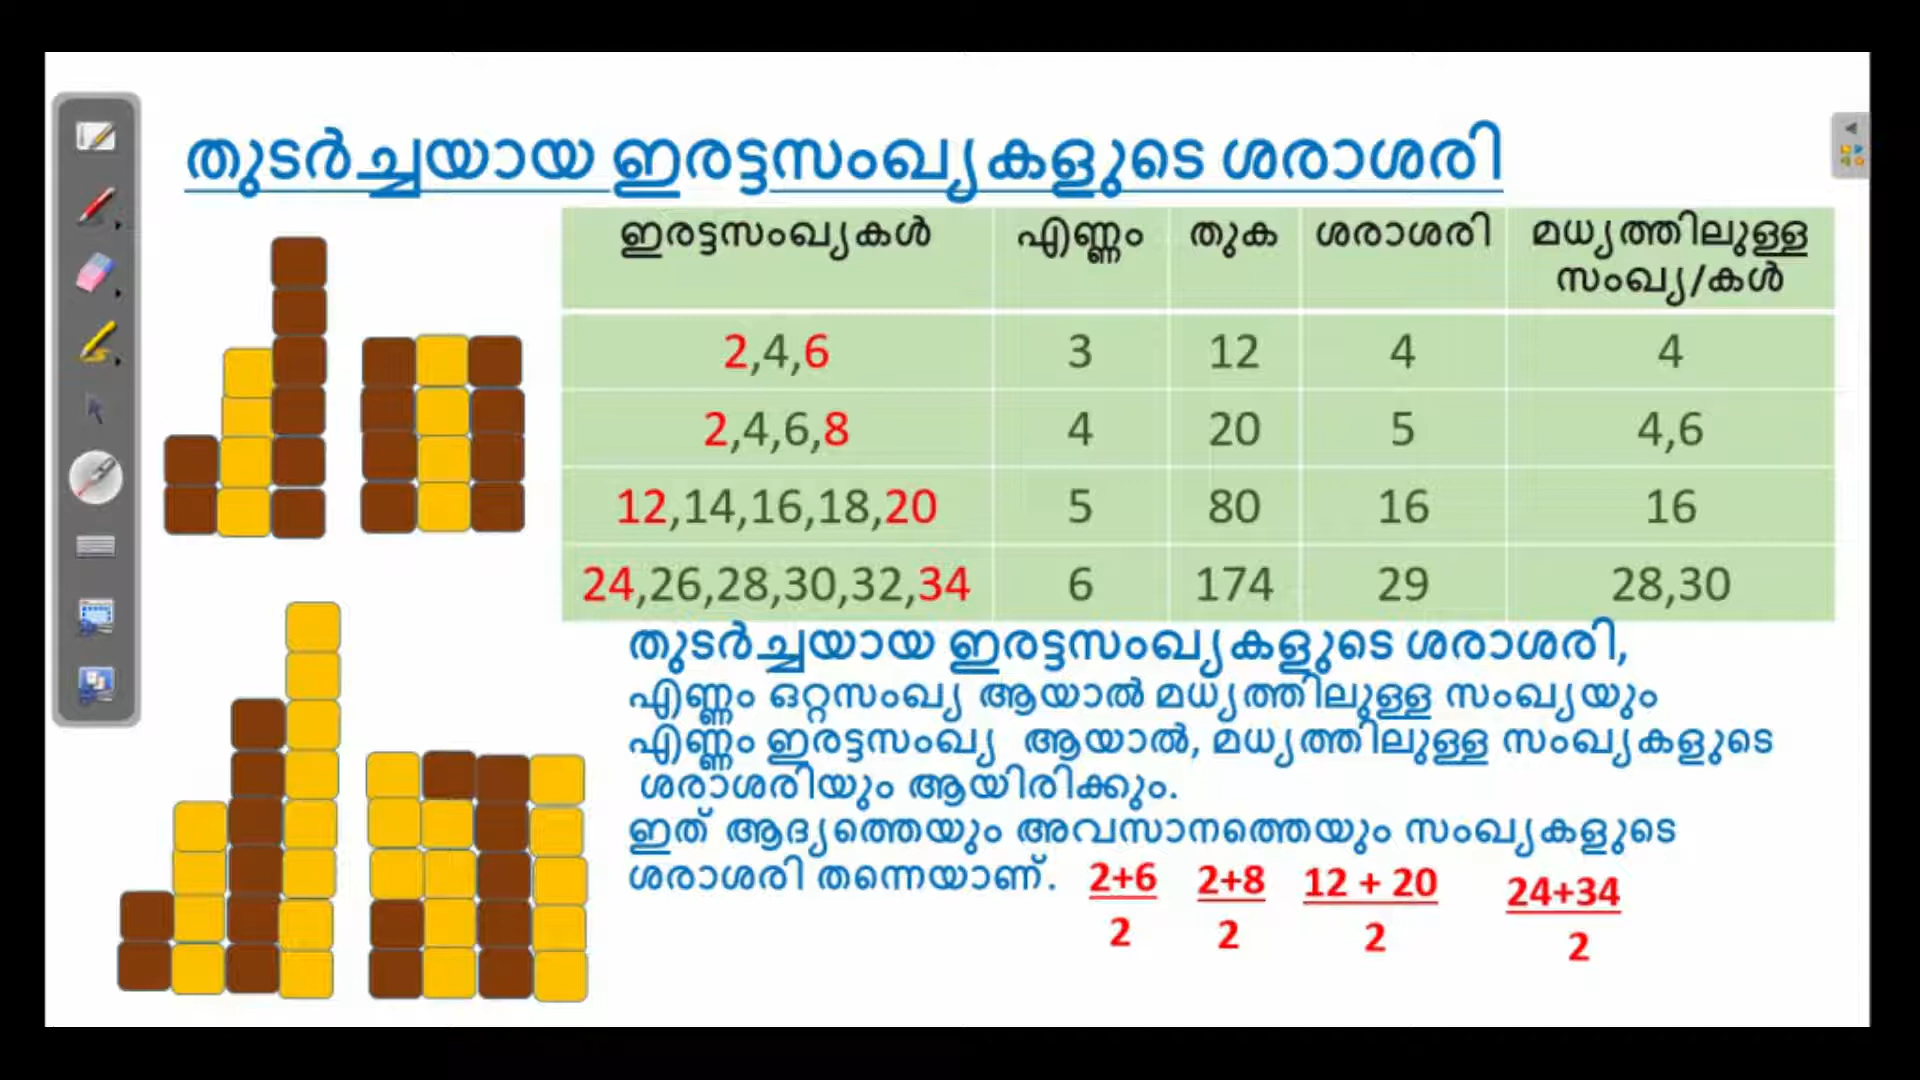 തുടർച്ചയായ ഇരട്ടസംഖ്യകളുടെ ശരാശരി
ഇരട്ടസംഖ്യകൾ എണ്ണം തുക ശരാശരി മധ്യത്തിലുള്ള
സംഖ്യ/കൾ
2,4,6 3 12 4 4
2,4,6,8 4 20 5 4,6
12,14,16,18,20 5 80 16 16
24,26,28,30,32,34 6 174 29 28,30
തുടർച്ചയായ ഇരട്ടസംഖ്യകളുടെ ശരാശരി,
എണ്ണം ഒറ്റസംഖ്യ ആയാൽ മധ്യത്തിലുള്ള സംഖ്യയും
എണ്ണം ഇരട്ടസംഖ്യ ആയാൽ, മധ്യത്തിലുള്ള സംഖ്യകളുടെ
ശരാശരിയും ആയിരിക്കും.
ഇത് ആദ്യത്തെയും അവസാനത്തെയും സംഖ്യകളുടെ
ശരാശരി തന്നെയാണ്. 2+6 2+8 12 + 20 24+34
2 2 2 2